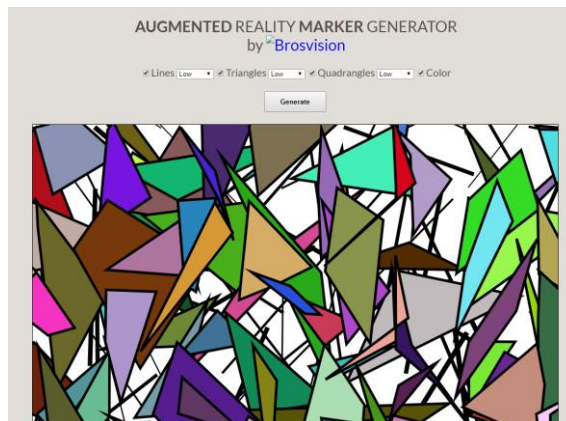 AUGMENTED REALITY MARKER GENERATOR
by Brosvision
Lines Low Triangles Low Quadrangles Low Color
Generate